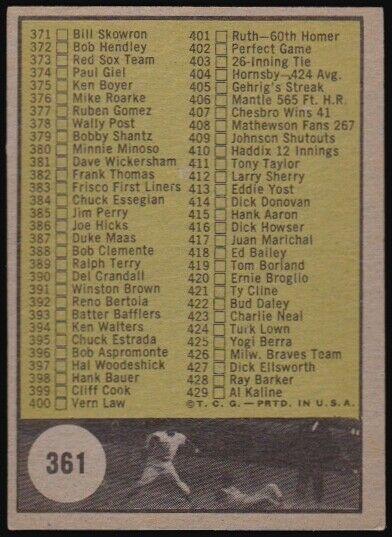 371 Bill Skowron
372 Bob Hendley
373 Red Sox Team
374 Paul Giel
375 Ken Boyer
376 Mike Roarke
377 Ruben Gomez
378 Wally Post
379 Bobby Shantz
380 Minnie Minoso
381 Dave Wickersham
382 Frank Thomas
383 Frisco First Liners
384 Chuck Essegian
385 Jim Perry
386 Joe Hicks
387 Duke Maas
388 Bob Clemente
389 Ralph Terry
390 Del Crandall
391 Winston Brown
392 Reno Bertoia
393 Batter Bafflers
394 Ken Walters
395 Chuck Estrada
396 Bob Aspromonte
397 Hal Woodeshick
398 Hank Bauer
399 Cliff Cook
400 Vern Law
401 Ruth—60th Homer
402 Perfect Game
403 26-Inning Tie
404 Hornsby-.424 Avg.
405 Gehrig's Streak
406 Mantle 565 Ft. H.R.
407 Chesbro Wins 41
408 Mathewson Fans 267
409 Johnson Shutouts
410 Haddix 12 Innings
411 Tony Taylor
412 Larry Sherry
413 Eddie Yost
414 Dick Donovan
415 Hank Aaron
416 Dick Howser
417 Juan Marichal
418 Ed Bailey
419 Tom Borland
420 Ernie Broglio
421 Ty Cline
422 Bud Daley
423 Charlie Neal
424 Turk Lown
425 Yogi Berra
426 Milw. Braves Team
427 Dick Ellsworth
428 Ray Barker
429 Al Kaline
© T. C. G.—PRTD. IN U.S.A.
361